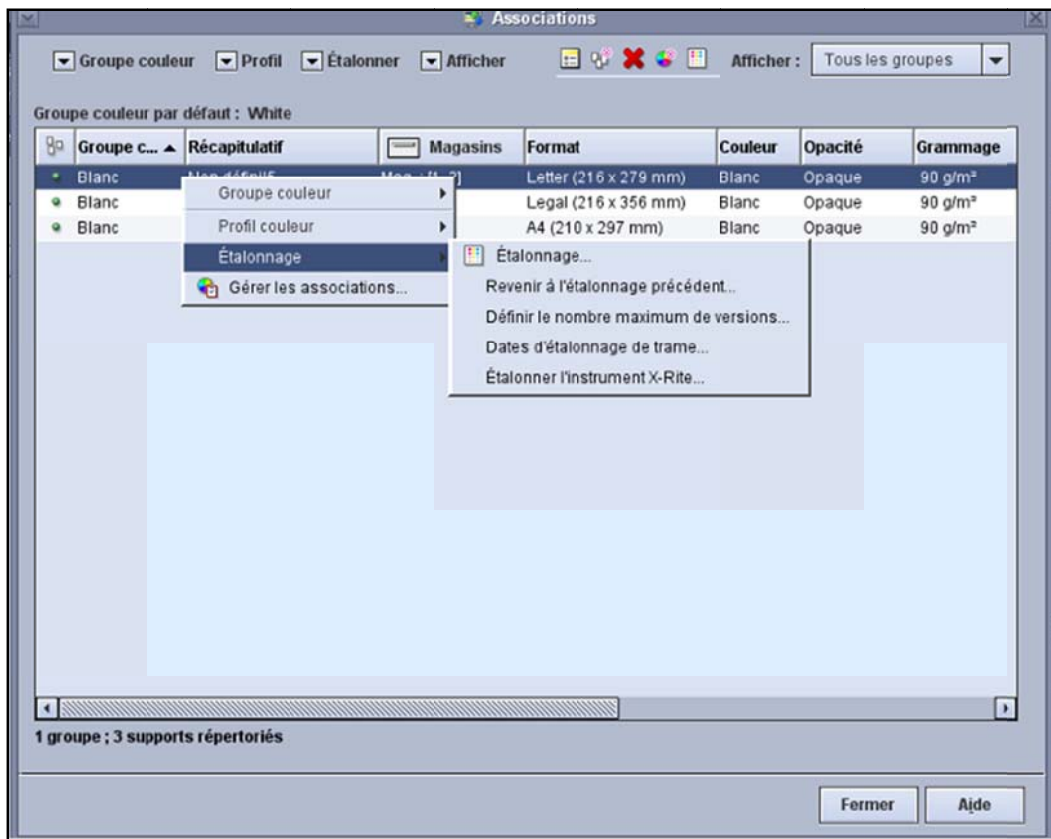 Associations
Groupe couleur Profil Étalonner Afficher Afficher : Tous les groupes
Groupe couleur par défaut : White
Groupe c... Récapitulatif Magasins Format Couleur Opacité Grammage
Blanc Letter (216 x 279 mm) Blanc Opaque 90 g/m²
Blanc Legal (216 x 356 mm) Blanc Opaque 90 g/m²
Blanc A4 (210 x 297 mm) Blanc Opaque 90 g/m²
Groupe couleur
Profil couleur
Étalonnage
Gérer les associations...
Étalonnage...
Revenir à l'étalonnage précédent...
Définir le nombre maximum de versions...
Dates d'étalonnage de trame...
Étalonner l'instrument X-Rite...
1 groupe ; 3 supports répertoriés
Fermer Aide